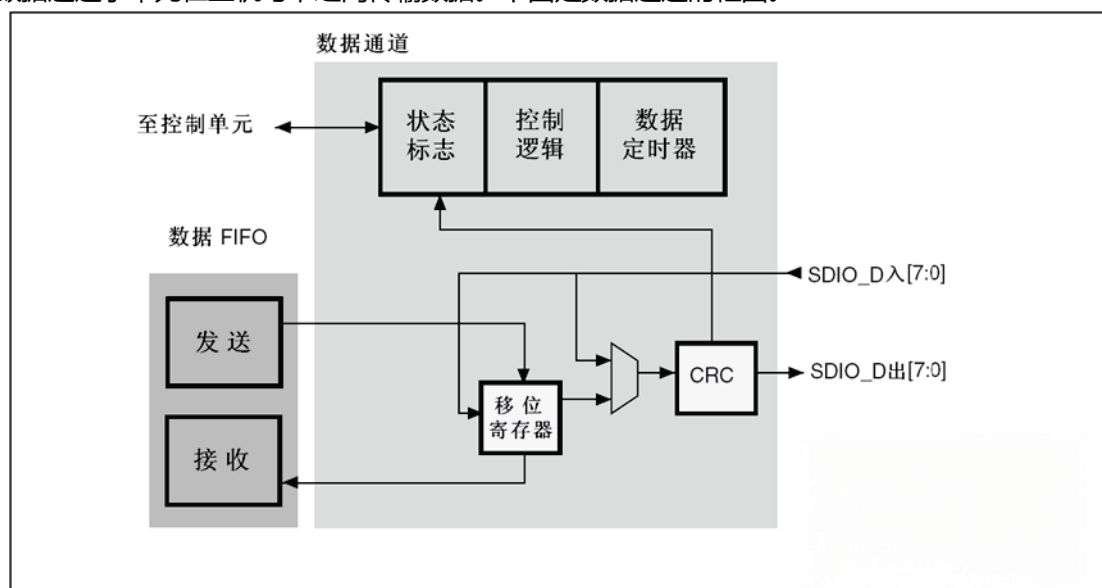 数据通道
至控制单元
状态
标志
控制
逻辑
数据
定时器
数据 FIFO
发送
接收
移位
寄存器
CRC
SDIO_D入[7:0]
SDIO_D出[7:0]